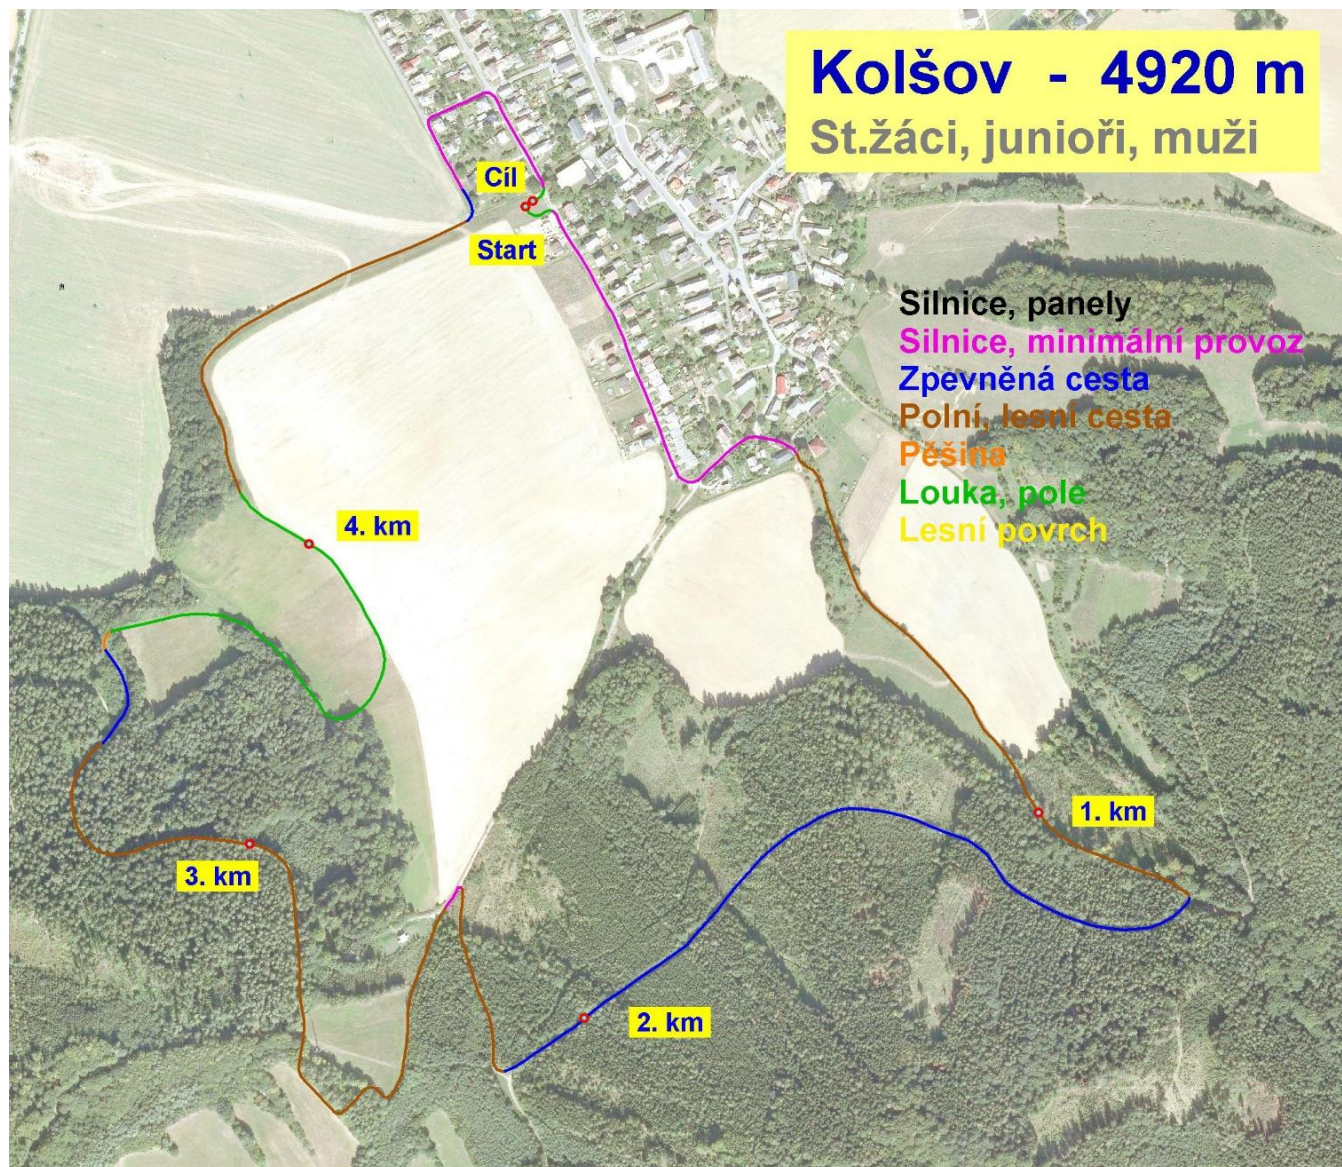 Kolšov - 4920 m
St.žáci, junioři, muži
Cíl
Start
Silnice, panely
Silnice, minimální provoz
Zpevněná cesta
Polní, lesní cesta
Pěšina
Louka, pole
Lesní povrch
4. km
1. km
3. km
2. km